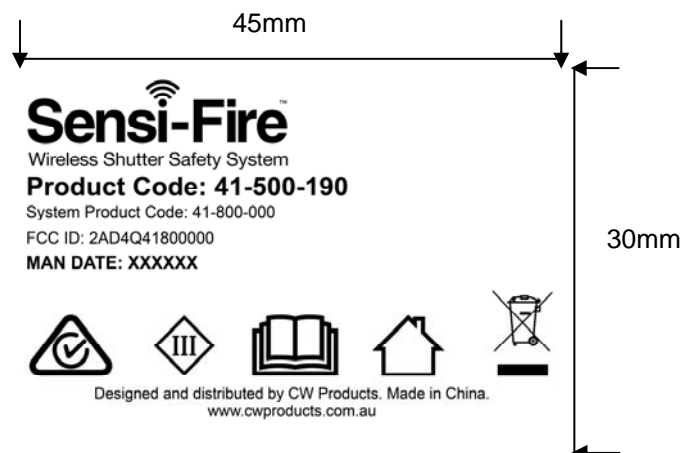 45mm
Sensi-Fire™
Wireless Shutter Safety System
Product Code: 41-500-190
System Product Code: 41-800-000
FCC ID: 2AD4Q41800000
MAN DATE: XXXXXX
30mm
III
Designed and distributed by CW Products. Made in China.
www.cwproducts.com.au